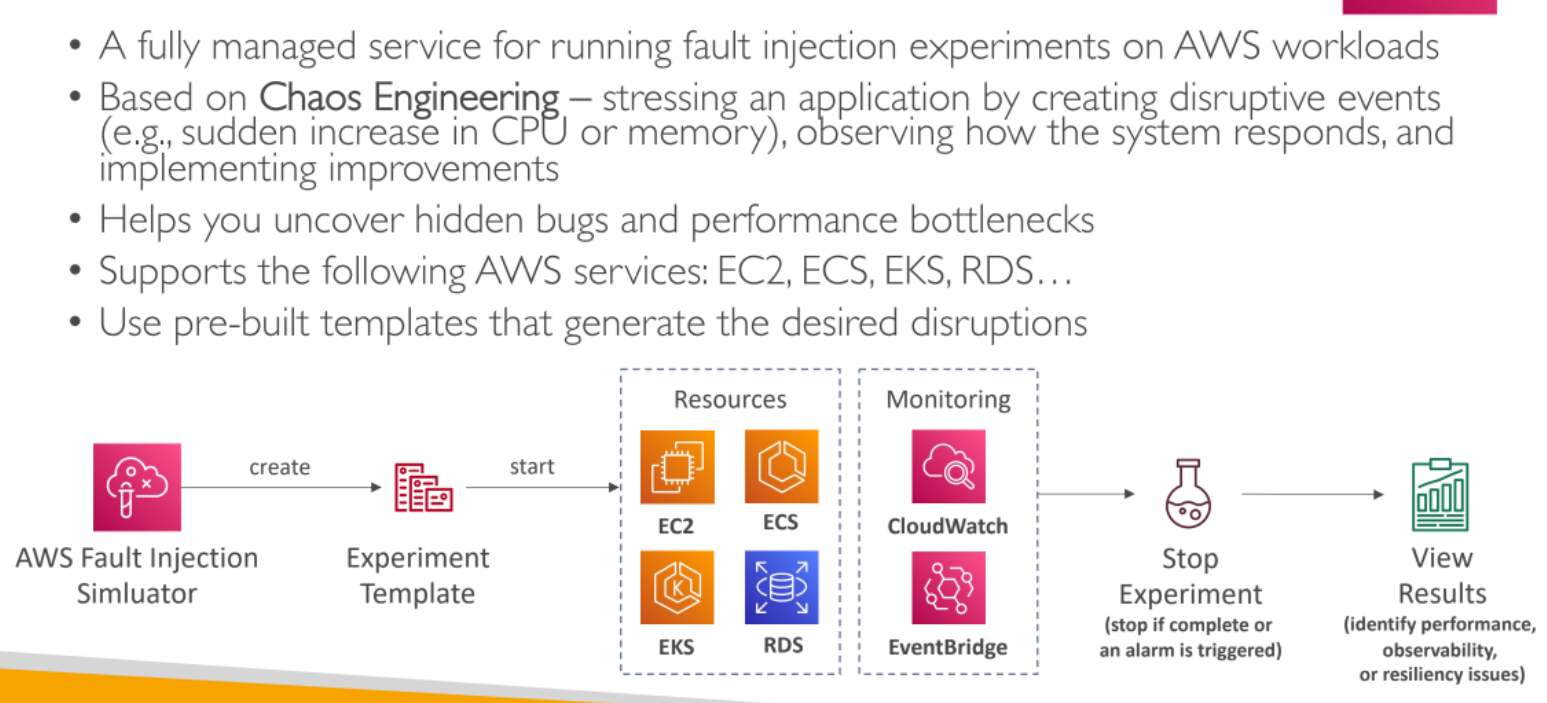 • A fully managed service for running fault injection experiments on AWS workloads
• Based on Chaos Engineering – stressing an application by creating disruptive events
(e.g., sudden increase in CPU or memory), observing how the system responds, and
implementing improvements
• Helps you uncover hidden bugs and performance bottlenecks
• Supports the following AWS services: EC2, ECS, EKS, RDS…
• Use pre-built templates that generate the desired disruptions
AWS Fault Injection
Simluator
create
Experiment
Template
start
Resources
EC2
ECS
K
EKS
RDS
Monitoring
CloudWatch
EventBridge
Stop
Experiment
(stop if complete or
an alarm is triggered)
View
Results
(identify performance,
observability,
or resiliency issues)